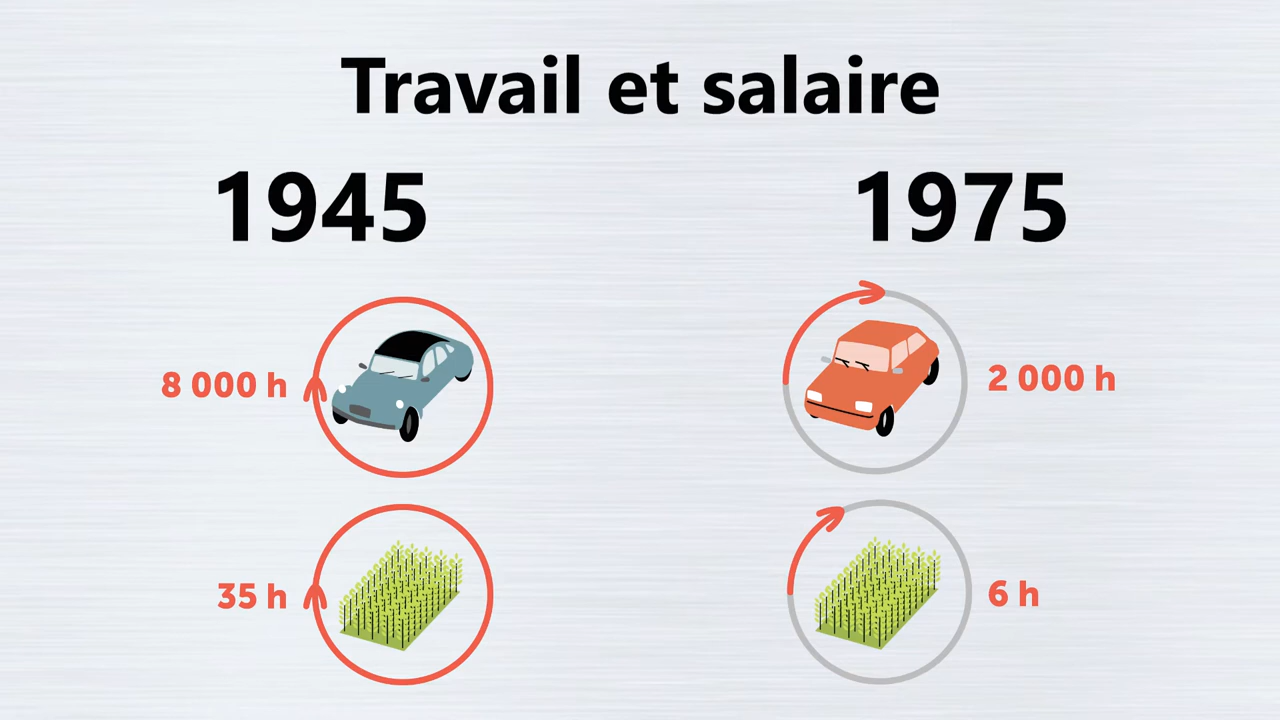 Travail et salaire
1945
1975
8 000 h
2 000 h
35 h
6 h